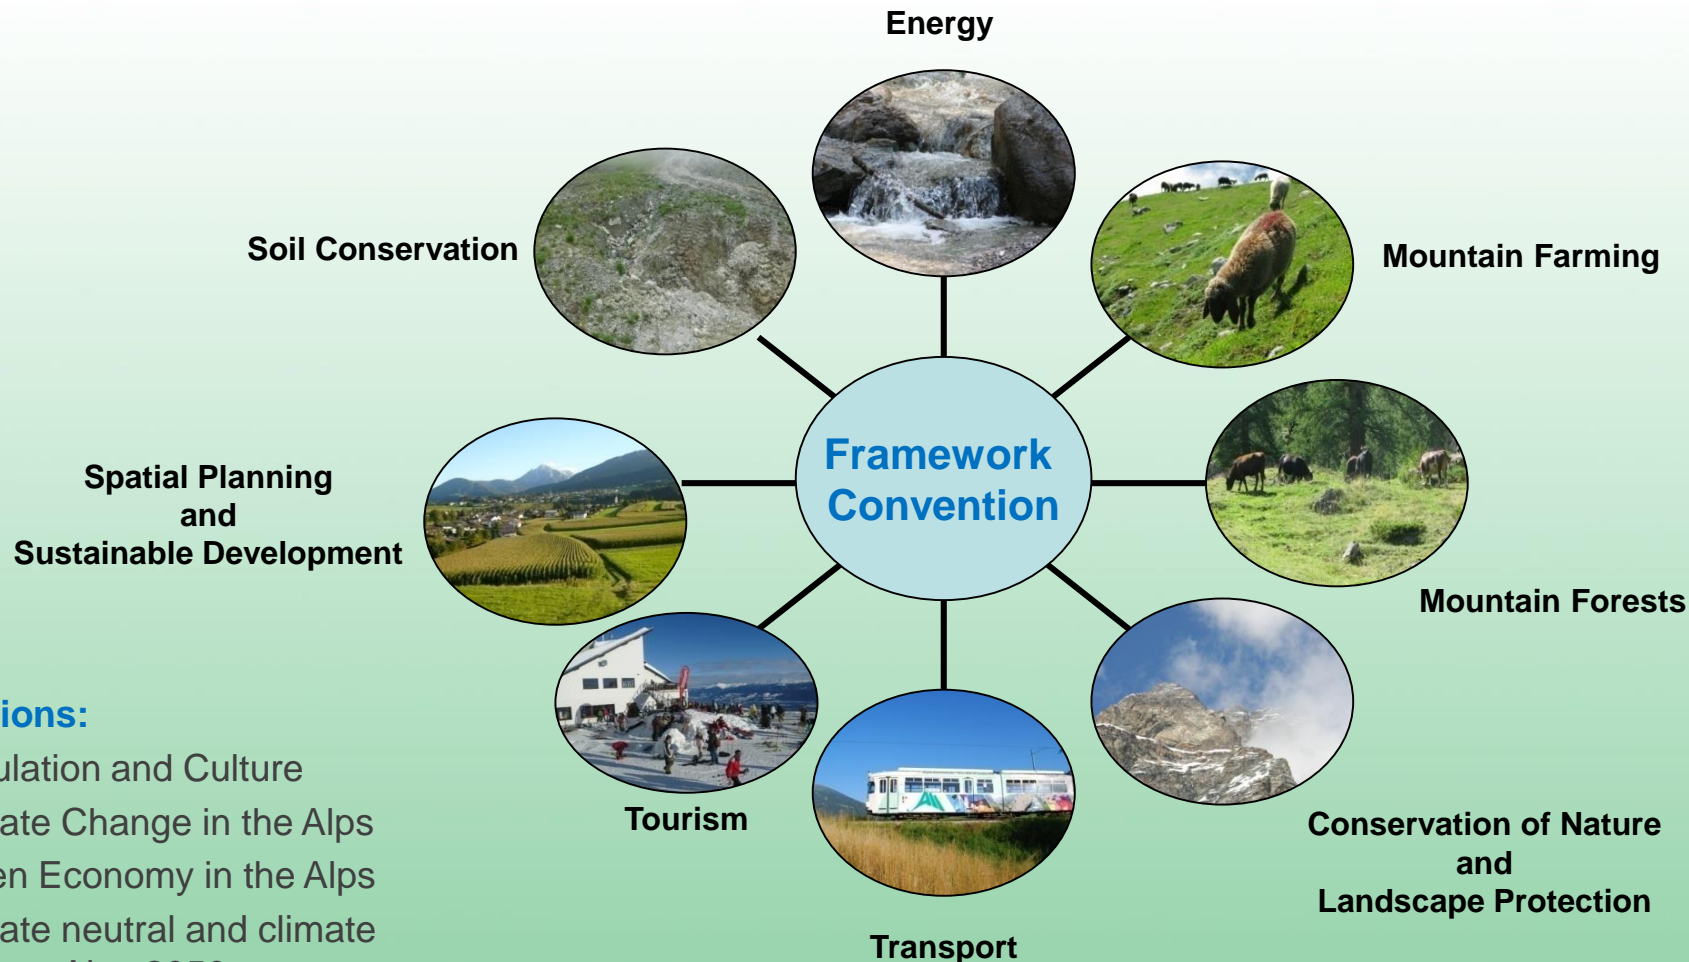 Energy
Soil Conservation
Mountain Farming
Framework
Convention
Spatial Planning
and
Sustainable Development
Mountain Forests
Tourism
Conservation of Nature
and
Landscape Protection
Transport
tions:
ulation and Culture
ate Change in the Alps
en Economy in the Alps
ate neutral and climate